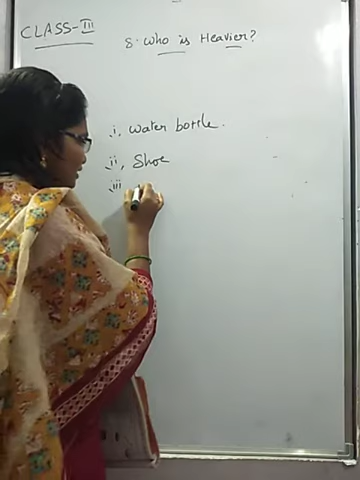 CLASS-III
8. Who is Heavier?
i, Water bottle.
ii, Shoe
iii